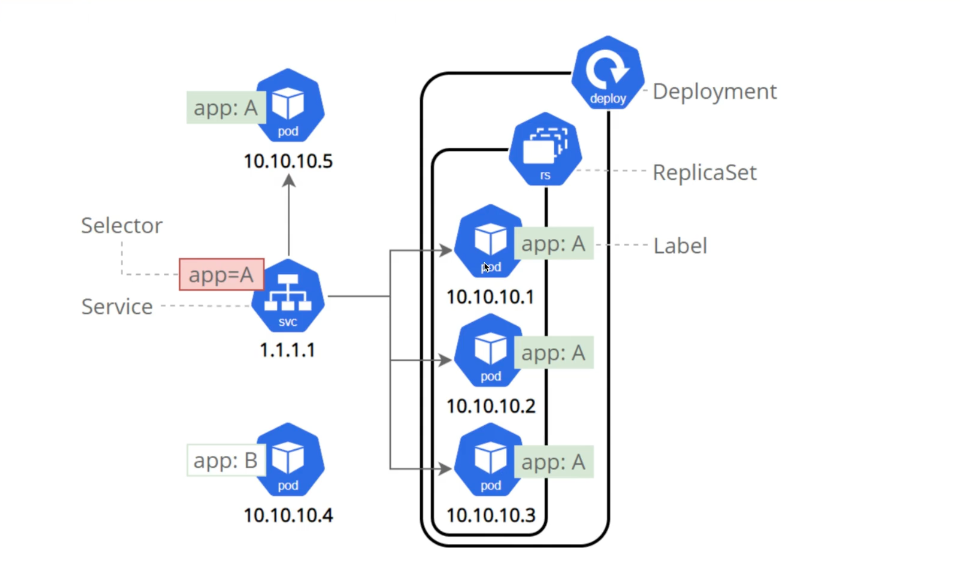 deploy
Deployment
app: A
pod
10.10.10.5
rs
ReplicaSet
Selector
app=A
Service
svc
1.1.1.1
pod
app: A
Label
10.10.10.1
pod
app: A
10.10.10.2
app: B
pod
10.10.10.4
pod
app: A
10.10.10.3